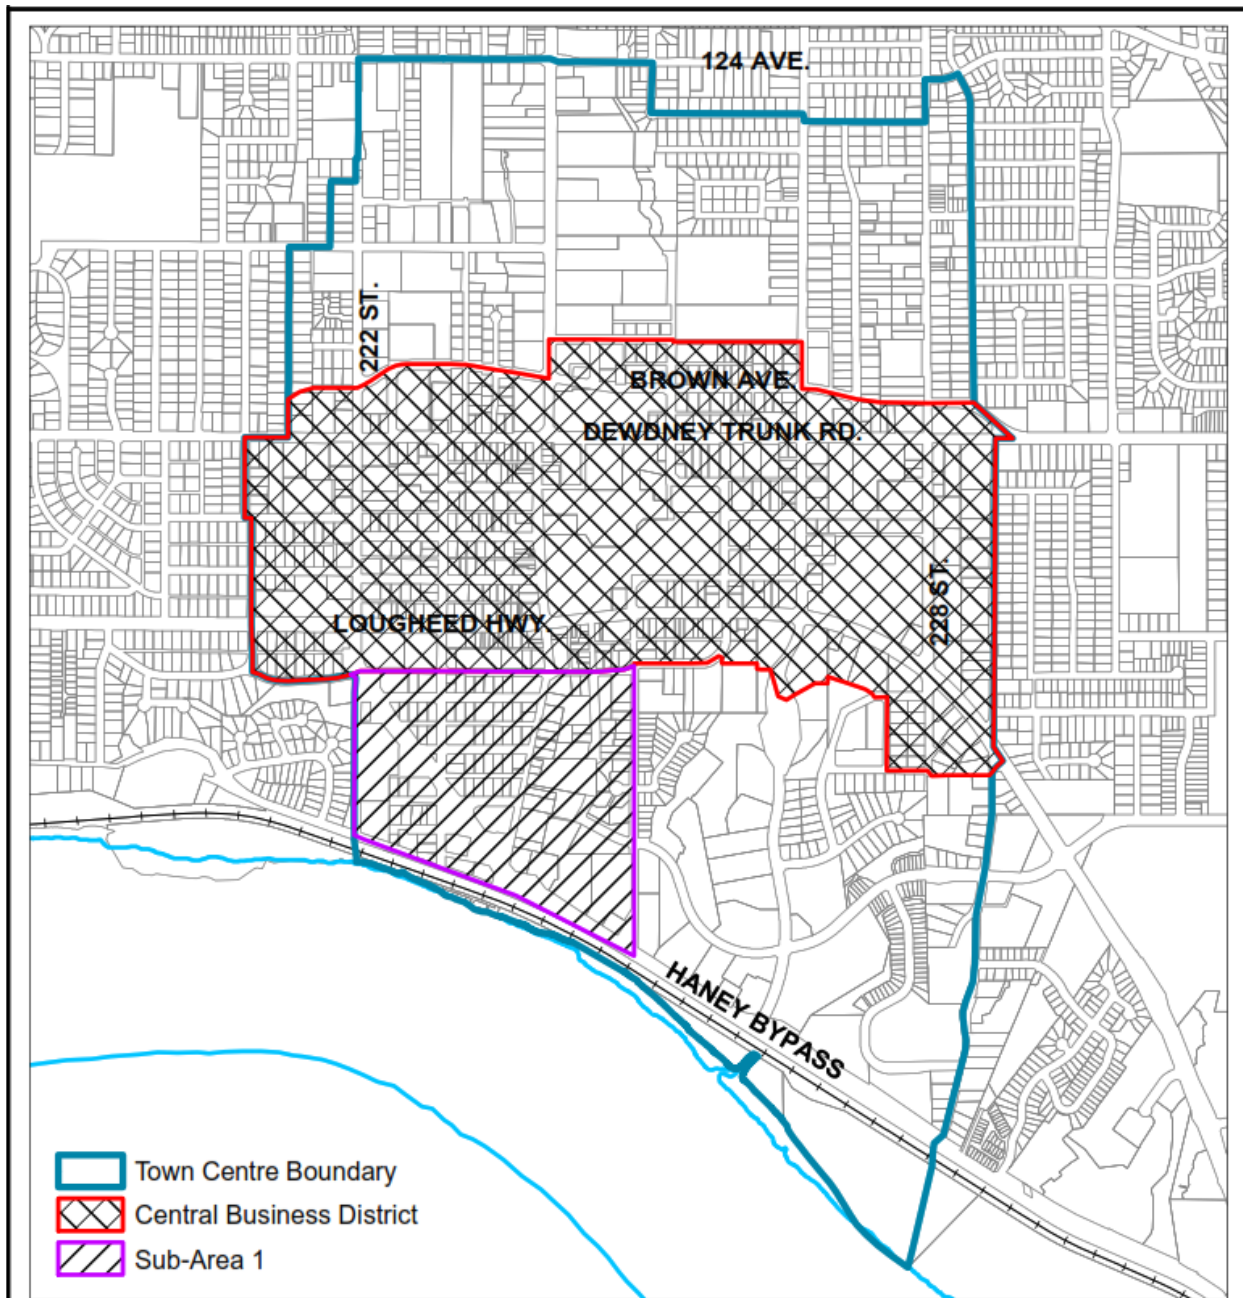 124 AVE.
222 ST.
BROWN AVE.
DEWDNEY TRUNK RD.
228 ST.
LOUGHEED HWY.
HANEY BYPASS
Town Centre Boundary
Central Business District
Sub-Area 1